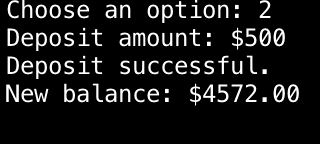 Choose an option: 2
Deposit amount: $500
Deposit successful.
New balance: $4572.00